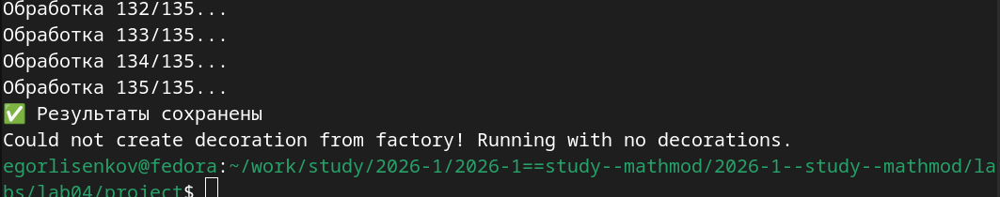 Обработка 132/135...
Обработка 133/135...
Обработка 134/135...
Обработка 135/135...
✅ Результаты сохранены
Could not create decoration from factory! Running with no decorations.
egorlisenkov@fedora:~/work/study/2026-1/2026-1==study--mathmod/2026-1--study--mathmod/la
bs/lab04/project$